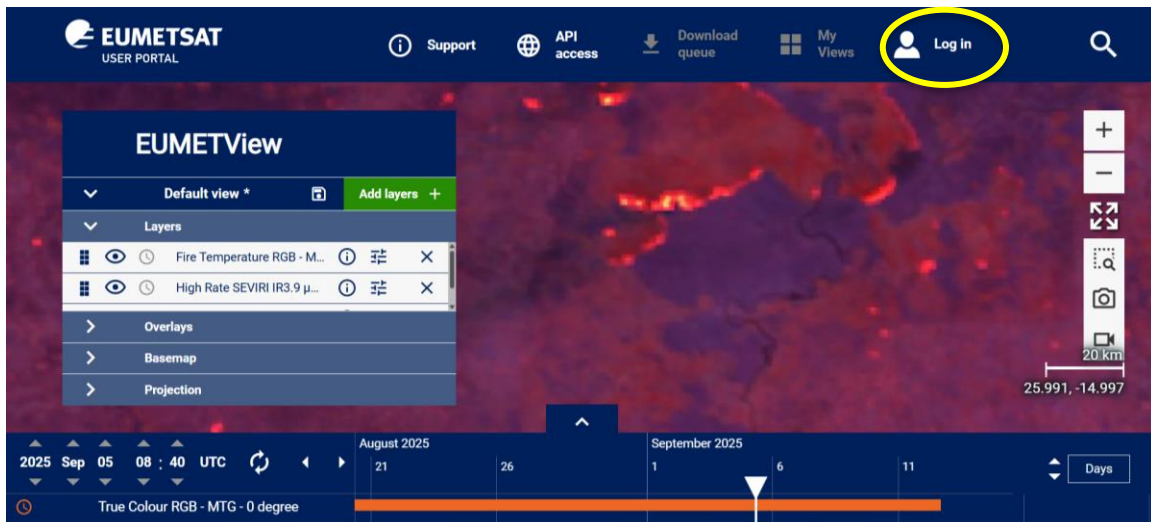 EUMETSAT
USER PORTAL
Support
API
access
Download
queue
My
Views
Log in
EUMETView
Default view *
Add layers +
Layers
Fire Temperature RGB - M...
High Rate SEVIRI IR3.9 µ...
Overlays
Basemap
Projection
20 km
25.991, -14.997
August 2025
September 2025
2025 Sep 05 08 : 40 UTC
21 26 1 6 11
Days
True Colour RGB - MTG - 0 degree